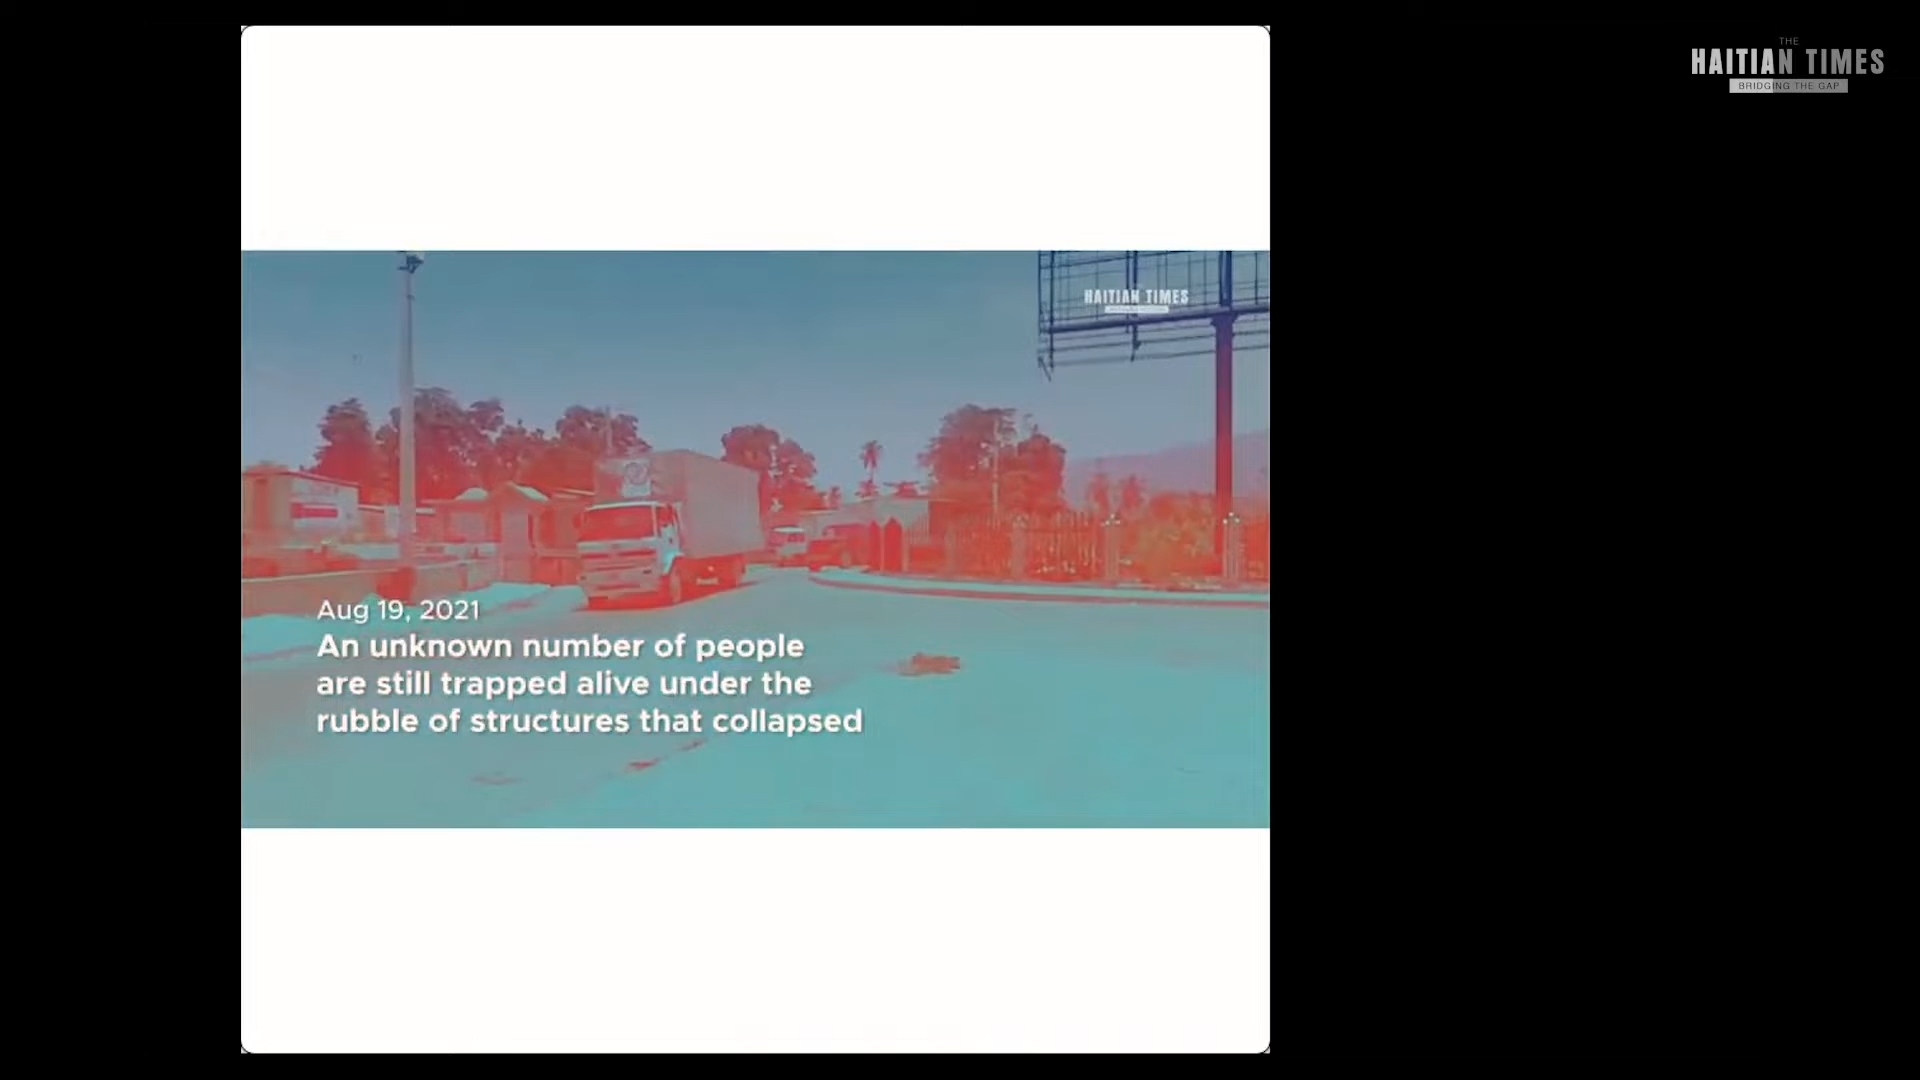 THE
HAITIAN TIMES
BRIDGING THE GAP
HAITIAN TIMES
Aug 19, 2021
An unknown number of people
are still trapped alive under the
rubble of structures that collapsed